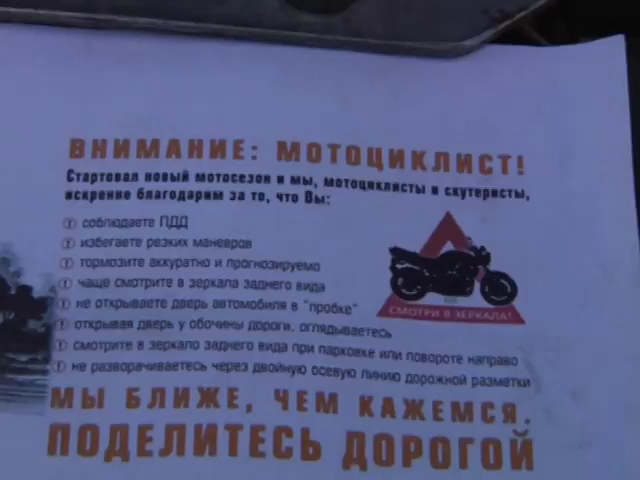 ВНИМАНИЕ: МОТОЦИКЛИСТ!
Стартовал новый мотосезон и мы, мотоциклисты и скутеристы,
искренне благодарим за то, что Вы:
соблюдаете ПДД
избегаете резких маневров
тормозите аккуратно и прогнозируемо
чаще смотрите в зеркала заднего вида
не открываете дверь автомобиля в "пробке"
открывая дверь у обочины дороги, оглядываетесь
смотрите в зеркало заднего вида при парковке или повороте направо
не разворачиваетесь через двойную осевую линию дорожной разметки
СМОТРИ В ЗЕРКАЛА!
МЫ БЛИЖЕ, ЧЕМ КАЖЕМСЯ.
ПОДЕЛИТЕСЬ ДОРОГОЙ